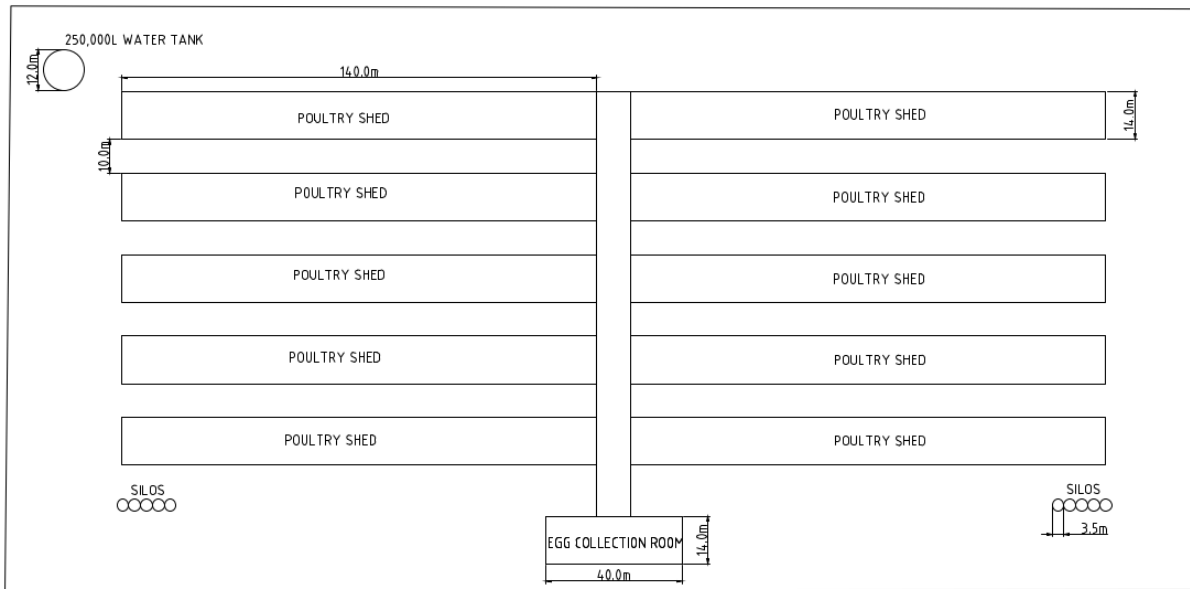 250,000L WATER TANK
12.0m
140.0m
POULTRY SHED
POULTRY SHED
14.0m
10.0m
POULTRY SHED
POULTRY SHED
POULTRY SHED
POULTRY SHED
POULTRY SHED
POULTRY SHED
POULTRY SHED
POULTRY SHED
SILOS
SILOS
3.5m
EGG COLLECTION ROOM
14.0m
40.0m